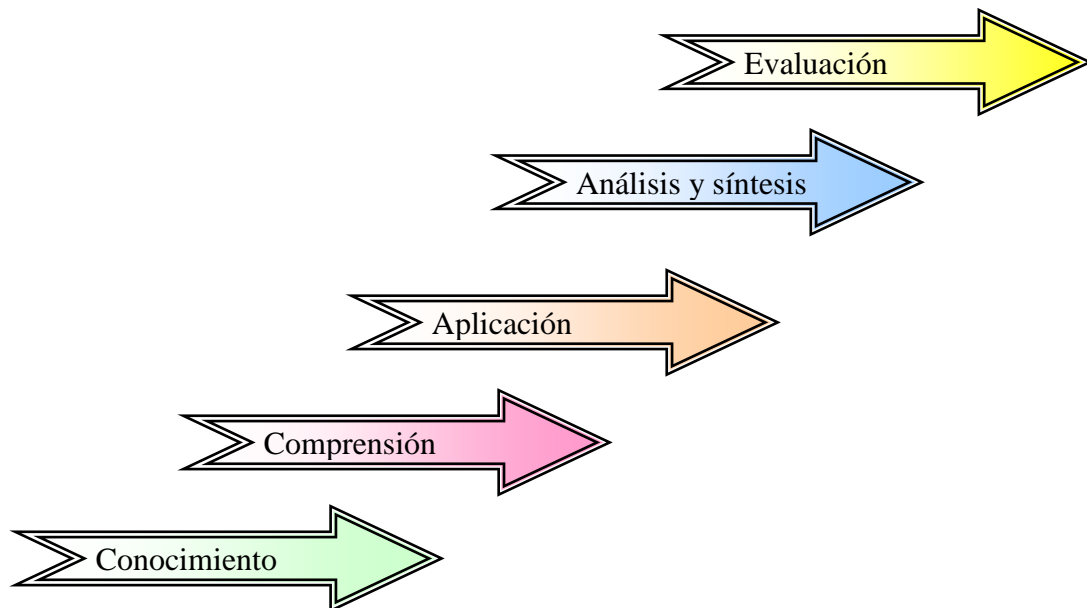 Evaluación
Análisis y síntesis
Aplicación
Comprensión
Conocimiento